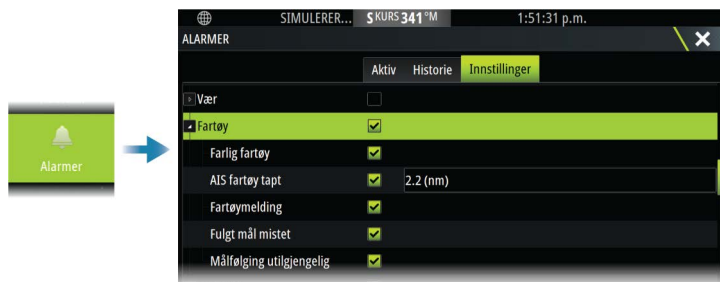 SIMULERER... SKURS 341 °M 1:51:31 p.m.
ALARMER
Aktiv Historie Innstillinger
Vær
Fartøy
Farlig fartøy
AIS fartøy tapt 2.2 (nm)
Fartøymelding
Fulgt mål mistet
Målfølging utilgjengelig
Alarmer